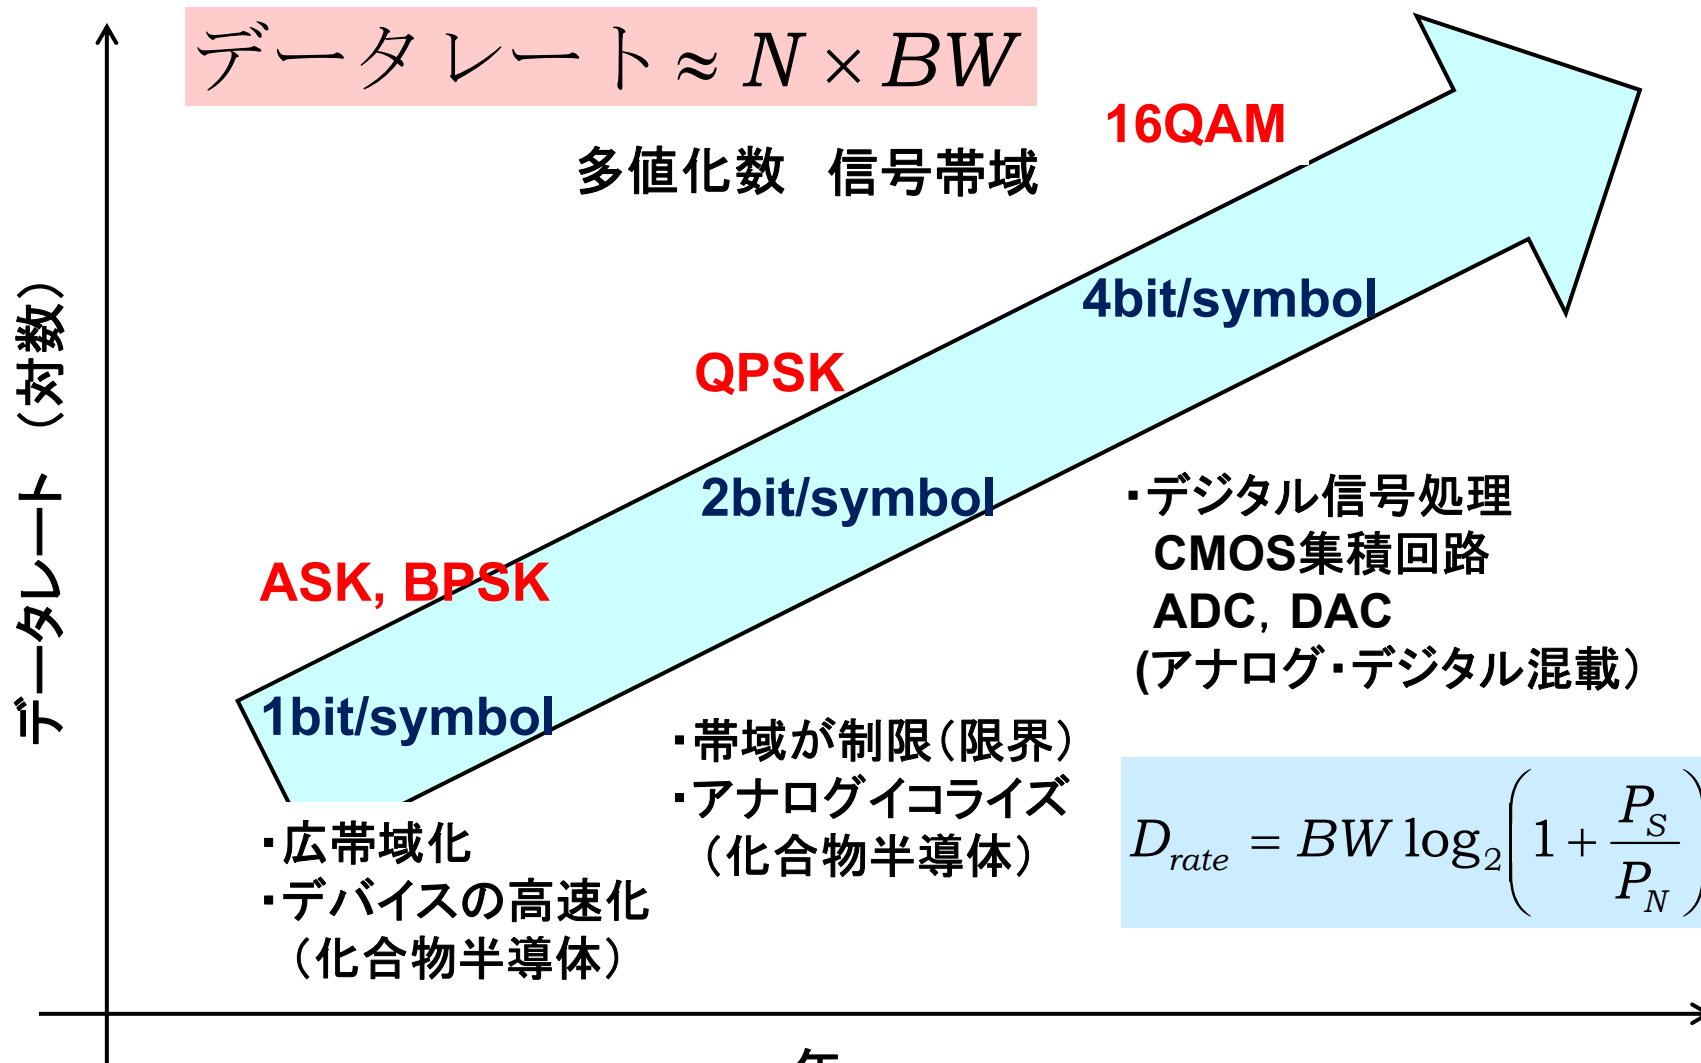 データレート ≈ N × BW
多値化数　信号帯域
16QAM
4bit/symbol
QPSK
2bit/symbol
ASK, BPSK
1bit/symbol
データレート（対数）
・広帯域化
・デバイスの高速化
（化合物半導体）
・帯域が制限（限界）
・アナログイコライズ
（化合物半導体）
・デジタル信号処理
CMOS集積回路
ADC, DAC
(アナログ・デジタル混載）
D_rate = BW log₂(1 + P_S / P_N)
年